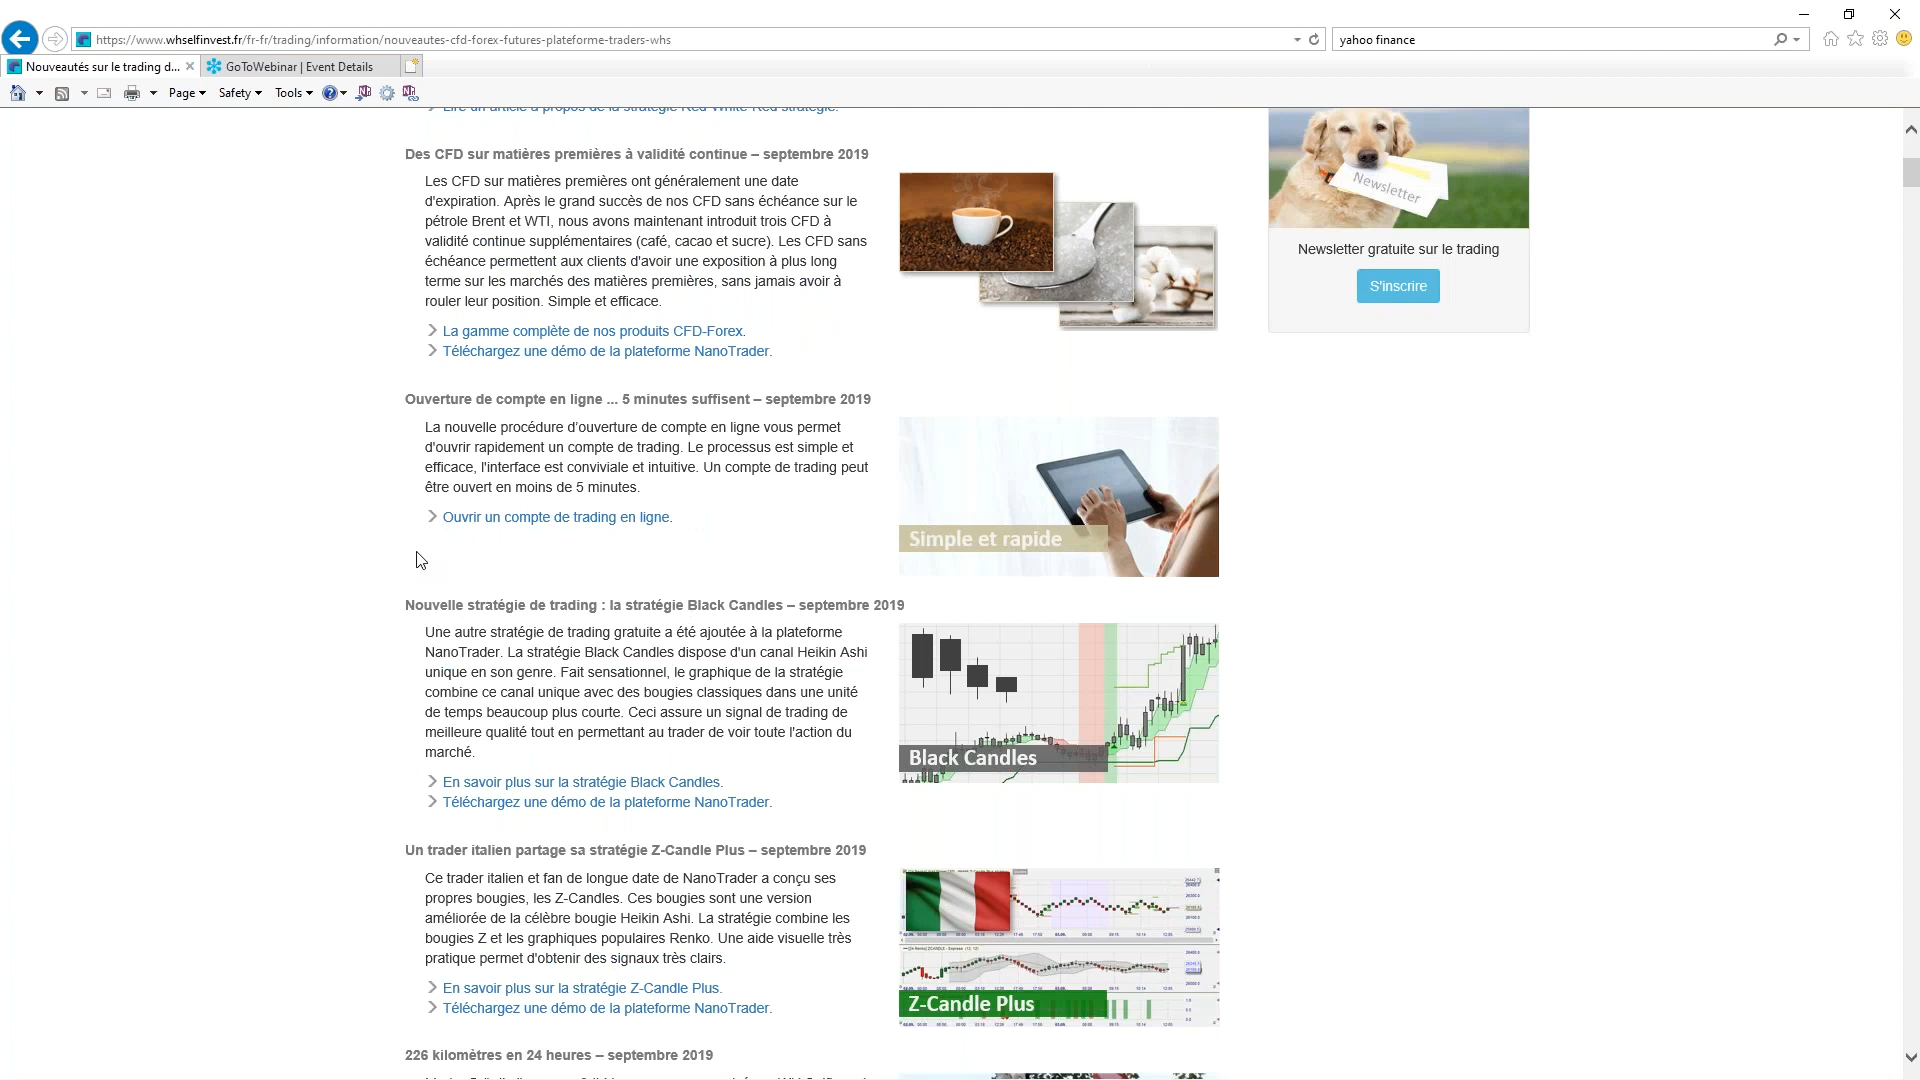 https://www.whselfinvest.fr/fr-fr/trading/information/nouveautes-cfd-forex-futures-plateforme-traders-whs
yahoo finance
Nouveautés sur le trading d...
GoToWebinar | Event Details
Page
Safety
Tools
Lire un article à propos de la stratégie Red-White-Red stratégie.
Des CFD sur matières premières à validité continue – septembre 2019
Les CFD sur matières premières ont généralement une date
d'expiration. Après le grand succès de nos CFD sans échéance sur le
pétrole Brent et WTI, nous avons maintenant introduit trois CFD à
validité continue supplémentaires (café, cacao et sucre). Les CFD sans
échéance permettent aux clients d'avoir une exposition à plus long
terme sur les marchés des matières premières, sans jamais avoir à
rouler leur position. Simple et efficace.
La gamme complète de nos produits CFD-Forex.
Téléchargez une démo de la plateforme NanoTrader.
Newsletter
Newsletter gratuite sur le trading
S'inscrire
Ouverture de compte en ligne ... 5 minutes suffisent – septembre 2019
La nouvelle procédure d'ouverture de compte en ligne vous permet
d'ouvrir rapidement un compte de trading. Le processus est simple et
efficace, l'interface est conviviale et intuitive. Un compte de trading peut
être ouvert en moins de 5 minutes.
Ouvrir un compte de trading en ligne.
Simple et rapide
Nouvelle stratégie de trading : la stratégie Black Candles – septembre 2019
Une autre stratégie de trading gratuite a été ajoutée à la plateforme
NanoTrader. La stratégie Black Candles dispose d'un canal Heikin Ashi
unique en son genre. Fait sensationnel, le graphique de la stratégie
combine ce canal unique avec des bougies classiques dans une unité
de temps beaucoup plus courte. Ceci assure un signal de trading de
meilleure qualité tout en permettant au trader de voir toute l'action du
marché.
En savoir plus sur la stratégie Black Candles.
Téléchargez une démo de la plateforme NanoTrader.
Black Candles
Un trader italien partage sa stratégie Z-Candle Plus – septembre 2019
Ce trader italien et fan de longue date de NanoTrader a conçu ses
propres bougies, les Z-Candles. Ces bougies sont une version
améliorée de la célèbre bougie Heikin Ashi. La stratégie combine les
bougies Z et les graphiques populaires Renko. Une aide visuelle très
pratique permet d'obtenir des signaux très clairs.
En savoir plus sur la stratégie Z-Candle Plus.
Téléchargez une démo de la plateforme NanoTrader.
Z-Candle Plus
226 kilomètres en 24 heures – septembre 2019